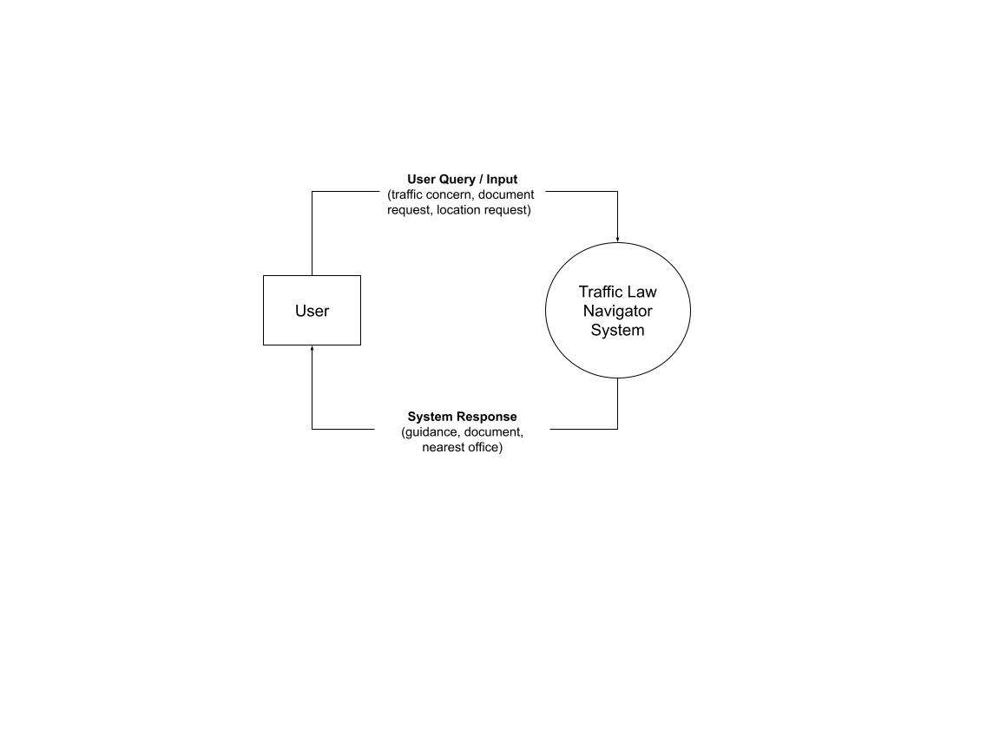 User Query / Input
(traffic concern, document
request, location request)
User
Traffic Law
Navigator
System
System Response
(guidance, document,
nearest office)